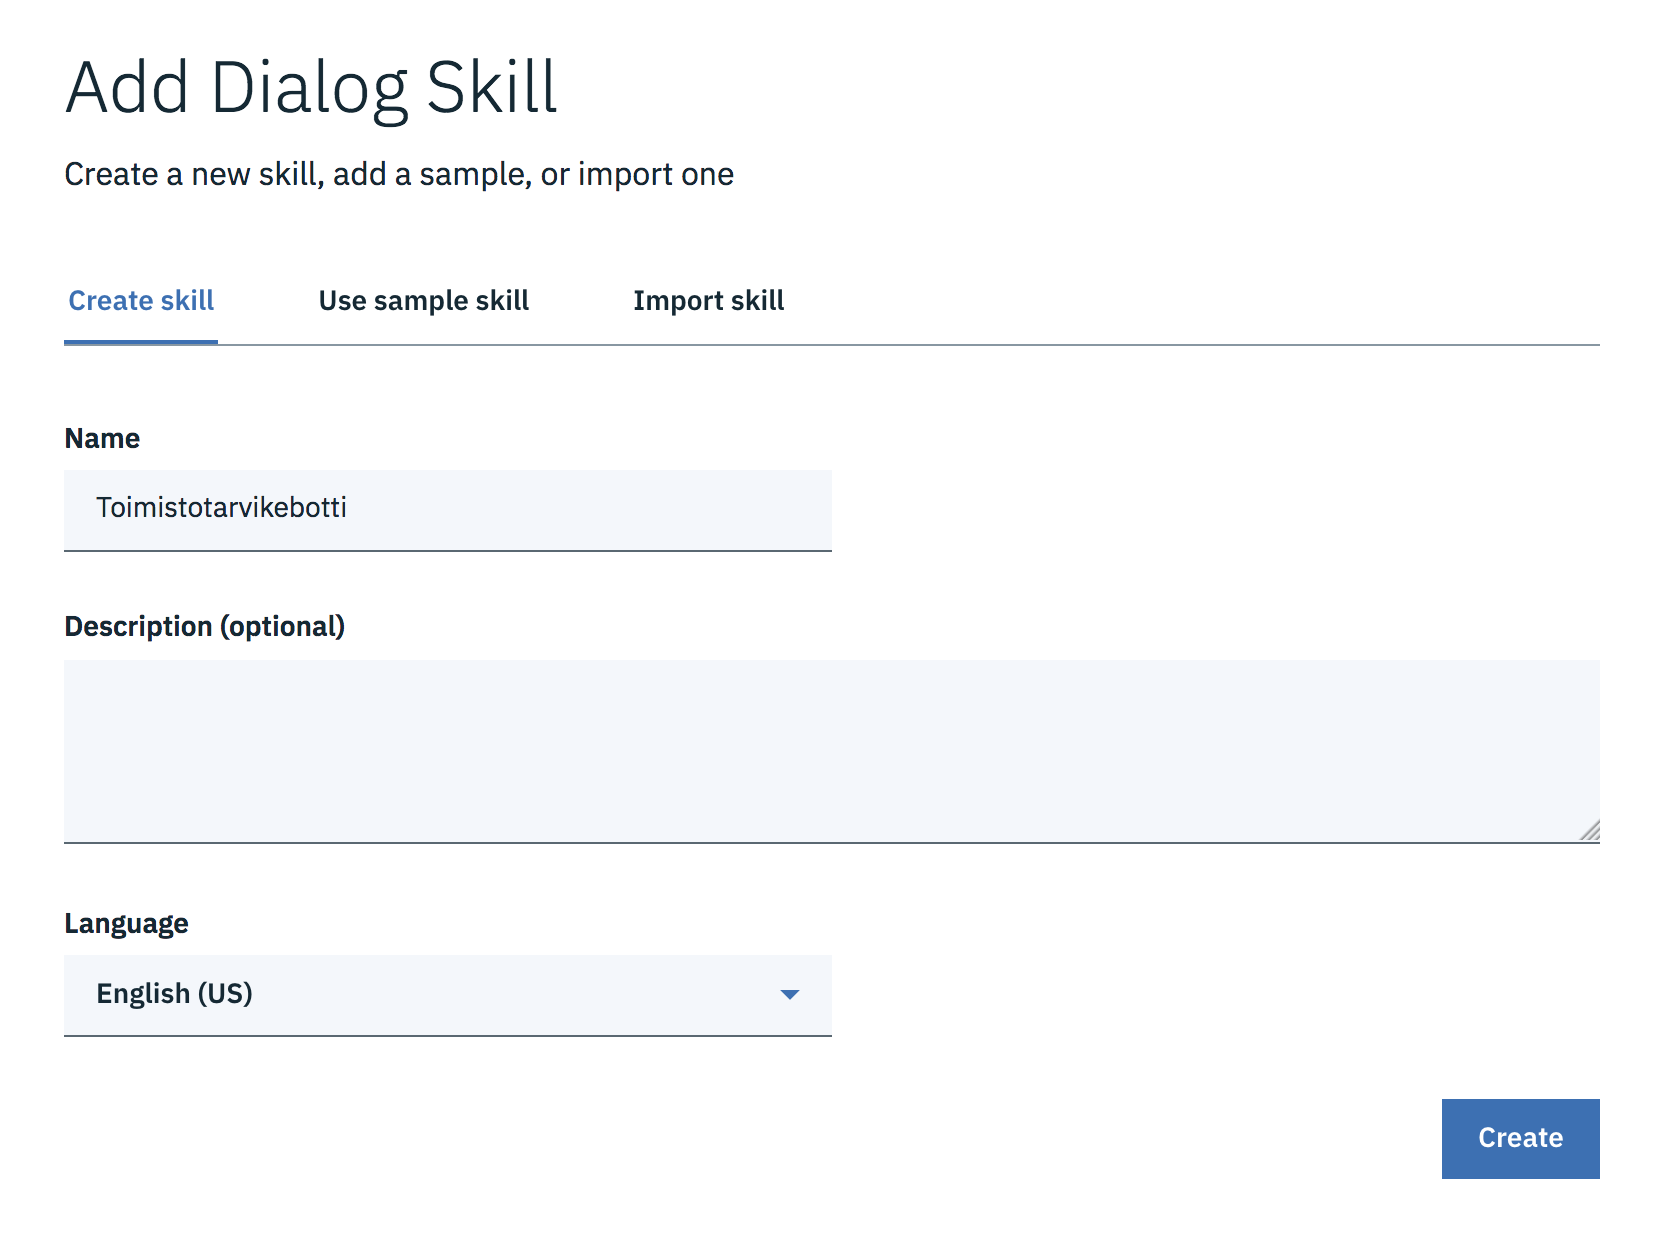 Add Dialog Skill
Create a new skill, add a sample, or import one
Create skill Use sample skill Import skill
Name
Toimistotarvikebotti
Description (optional)
Language
English (US)
Create